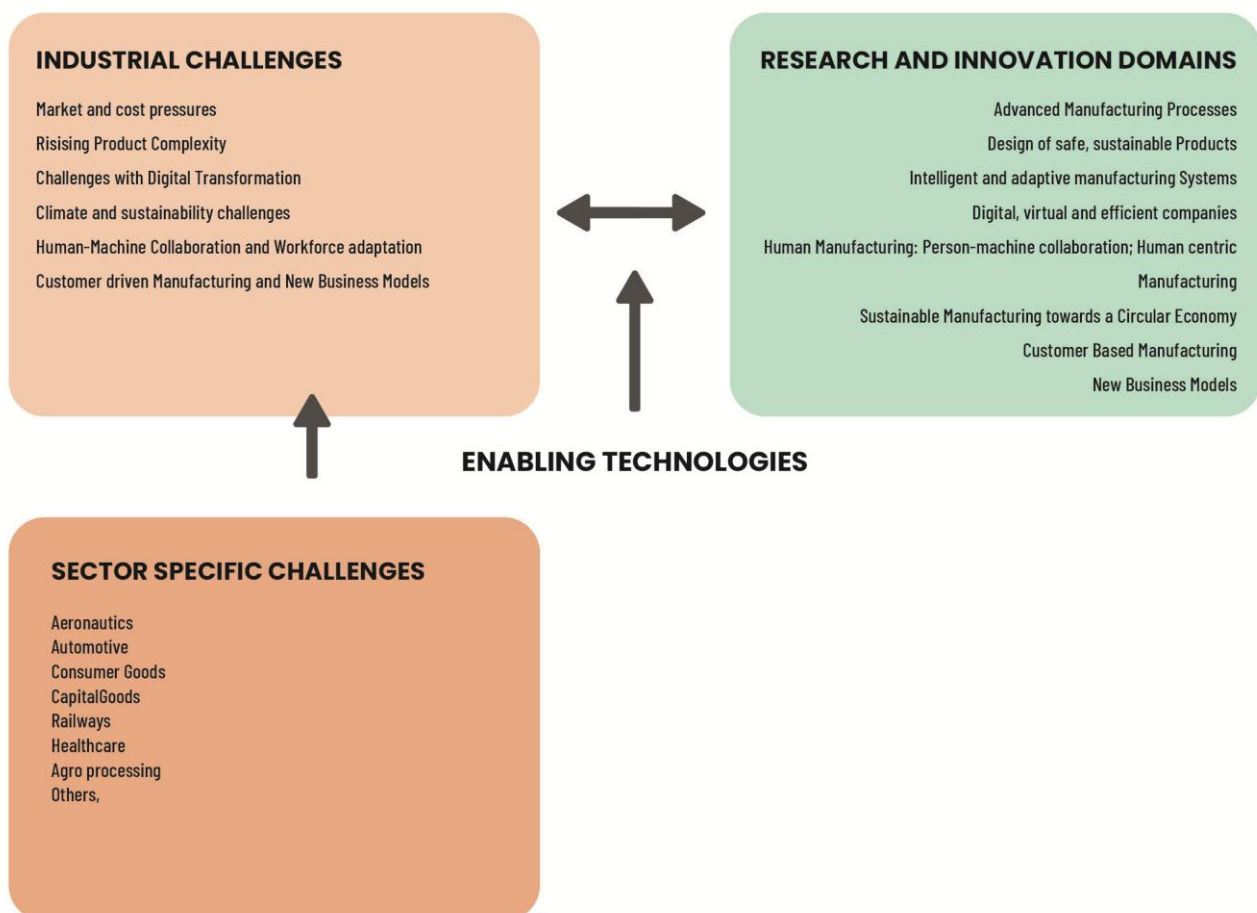 INDUSTRIAL CHALLENGES
Market and cost pressures
Risising Product Complexity
Challenges with Digital Transformation
Climate and sustainability challenges
Human-Machine Collaboration and Workforce adaptation
Customer driven Manufacturing and New Business Models
RESEARCH AND INNOVATION DOMAINS
Advanced Manufacturing Processes
Design of safe, sustainable Products
Intelligent and adaptive manufacturing Systems
Digital, virtual and efficient companies
Human Manufacturing: Person-machine collaboration; Human centric
Manufacturing
Sustainable Manufacturing towards a Circular Economy
Customer Based Manufacturing
New Business Models
ENABLING TECHNOLOGIES
SECTOR SPECIFIC CHALLENGES
Aeronautics
Automotive
Consumer Goods
CapitalGoods
Railways
Healthcare
Agro processing
Others,